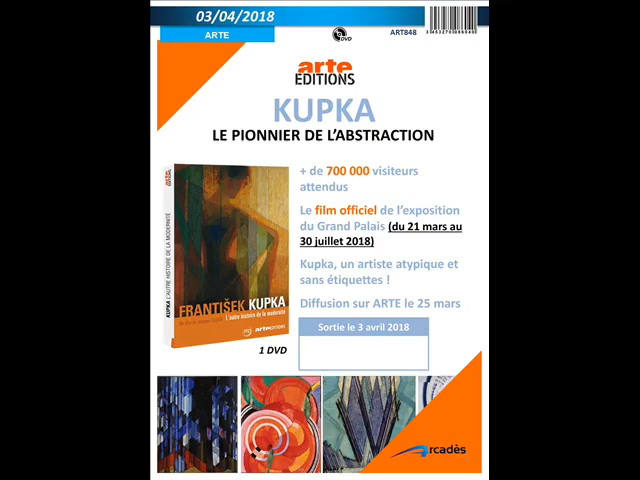 03/04/2018
ARTE
DVD
ART848
arte
EDITIONS
KUPKA
LE PIONNIER DE L'ABSTRACTION
+ de 700 000 visiteurs
attendus
Le film officiel de l'exposition
du Grand Palais (du 21 mars au
30 juillet 2018)
Kupka, un artiste atypique et
sans étiquettes !
Diffusion sur ARTE le 25 mars
Sortie le 3 avril 2018
KUPKA L'AUTRE HISTOIRE DE LA MODERNITÉ
FRANTIŠEK KUPKA
L'autre histoire de la modernité
arte EDITIONS
1 DVD
arcadès